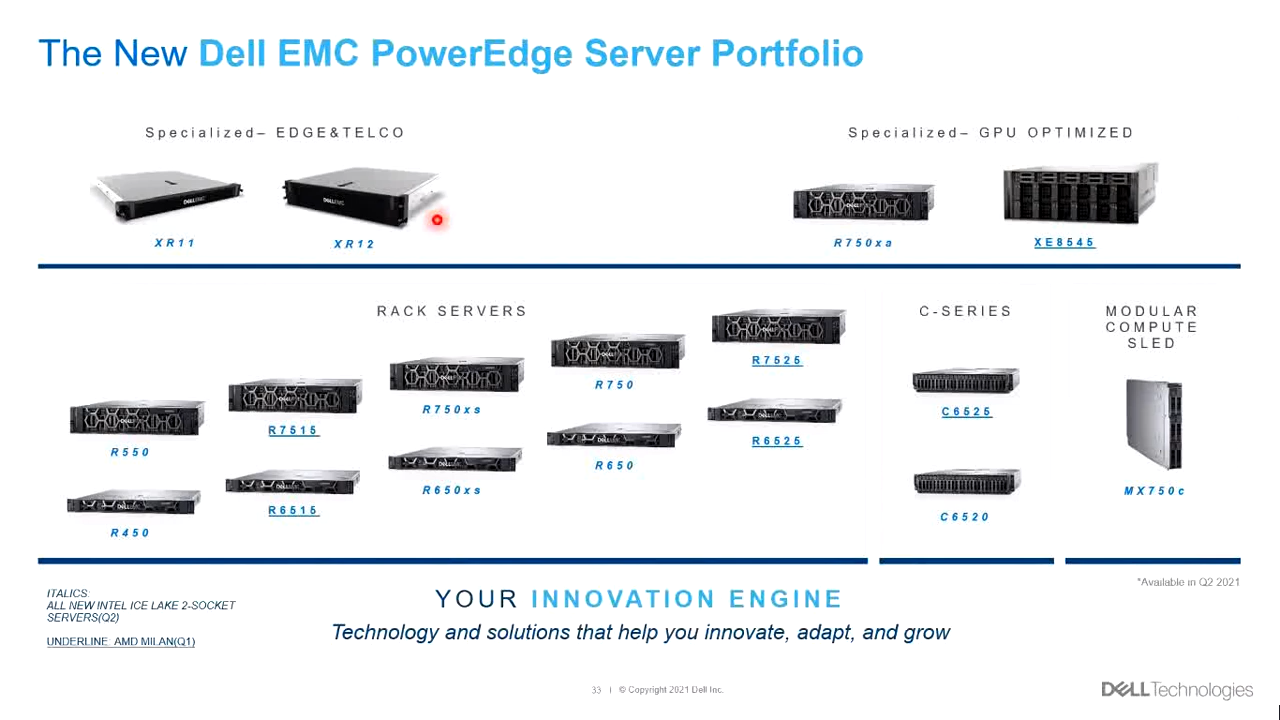 The New Dell EMC PowerEdge Server Portfolio
Specialized– EDGE&TELCO
Specialized– GPU OPTIMIZED
XR11
XR12
R750xa
XE8545
RACK SERVERS
C-SERIES
MODULAR
COMPUTE
SLED
R7525
R750
R750xs
R7515
R550
R6525
R650
R650xs
R6515
R450
C6525
C6520
MX750c
*Available in Q2 2021
ITALICS:
ALL NEW INTEL ICE LAKE 2-SOCKET
SERVERS(Q2)
UNDERLINE: AMD MILAN(Q1)
YOUR INNOVATION ENGINE
Technology and solutions that help you innovate, adapt, and grow
33 | © Copyright 2021 Dell Inc.
DELL Technologies